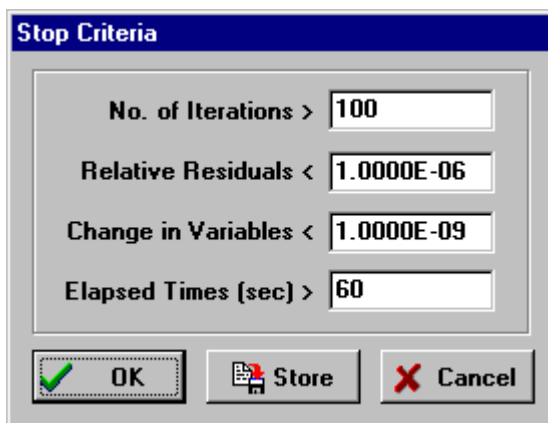 Stop Criteria
No. of Iterations > 100
Relative Residuals < 1.0000E-06
Change in Variables < 1.0000E-09
Elapsed Times (sec) > 60
OK Store Cancel